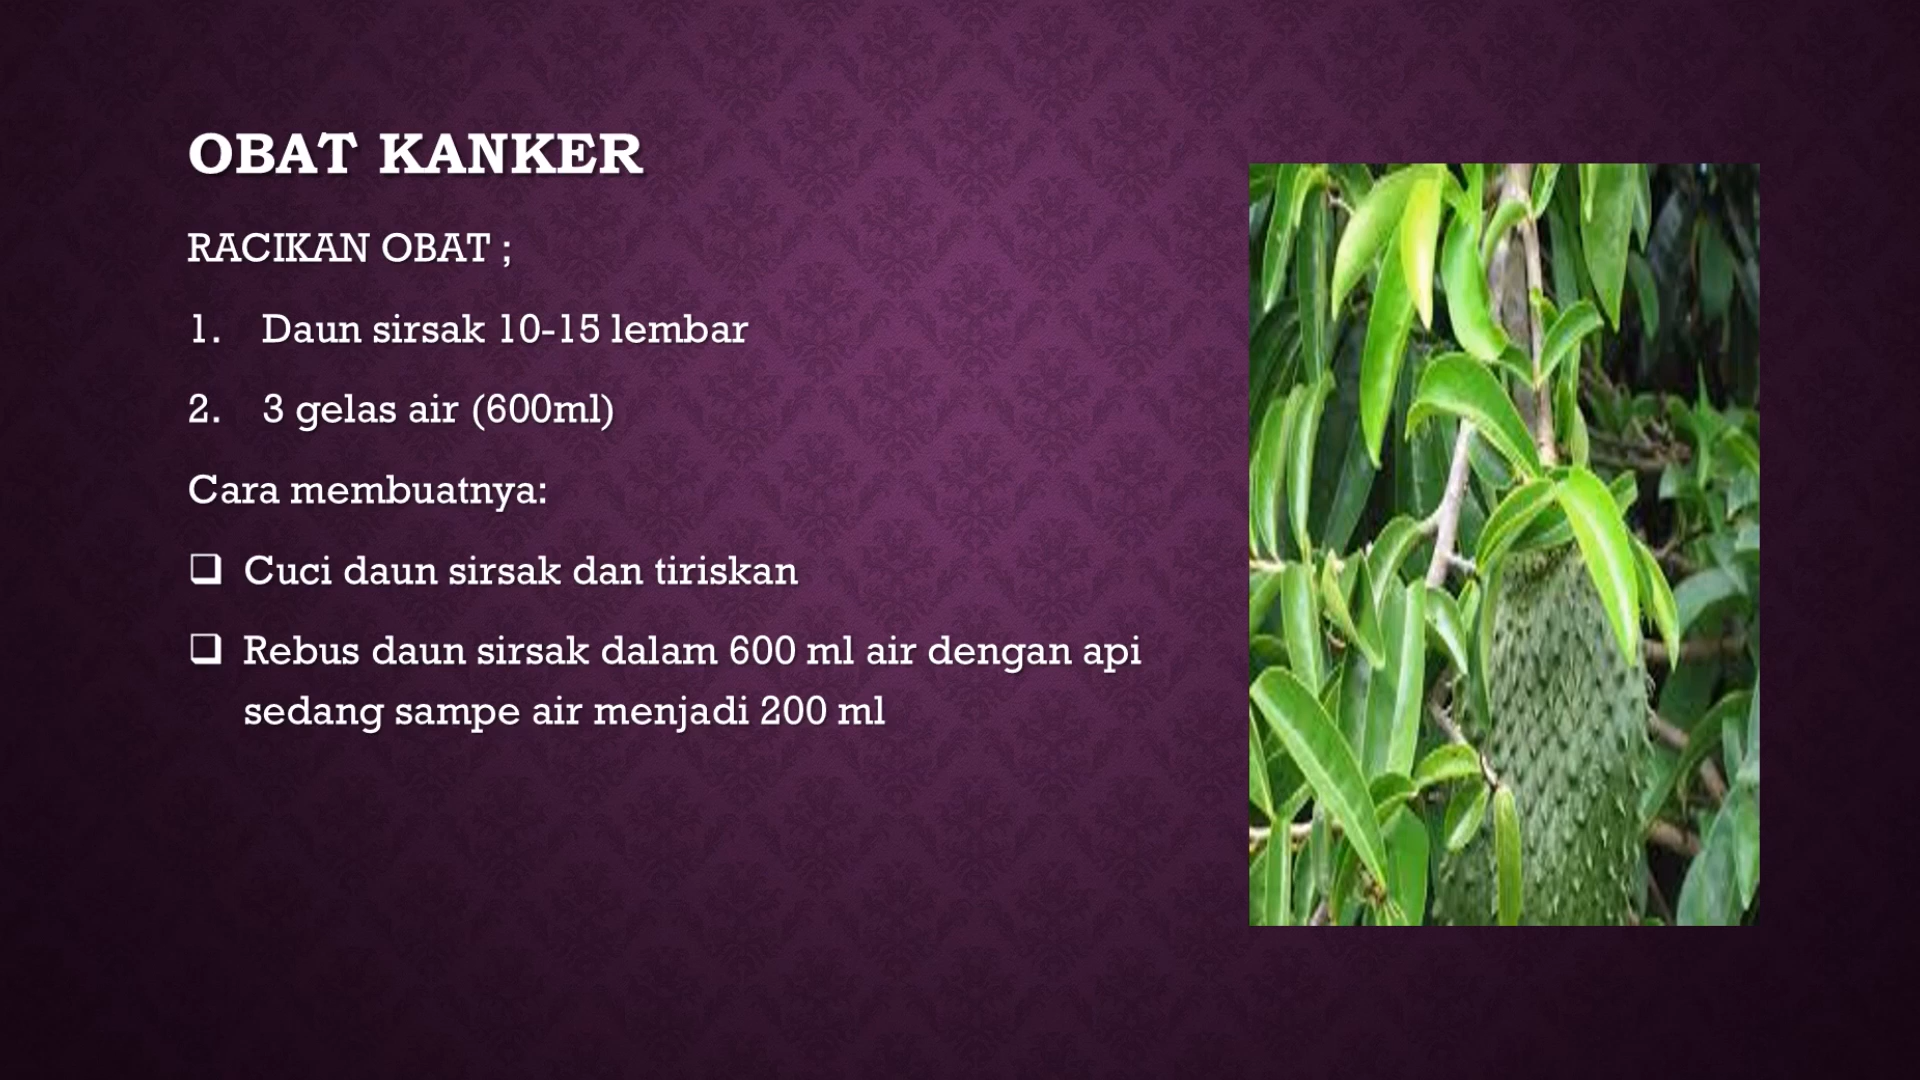 OBAT KANKER
RACIKAN OBAT ;
1. Daun sirsak 10-15 lembar
2. 3 gelas air (600ml)
Cara membuatnya:
❑ Cuci daun sirsak dan tiriskan
❑ Rebus daun sirsak dalam 600 ml air dengan api
sedang sampe air menjadi 200 ml